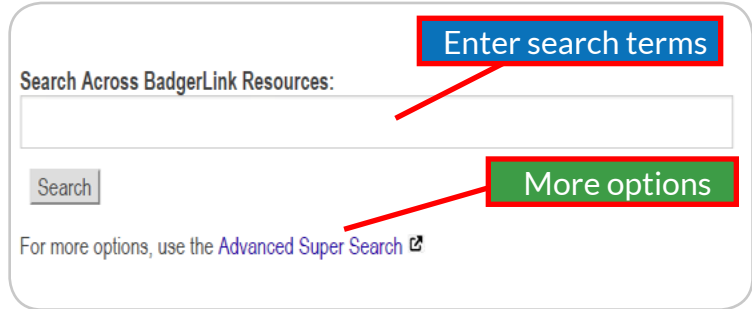 Enter search terms
Search Across BadgerLink Resources:
Search
More options
For more options, use the Advanced Super Search